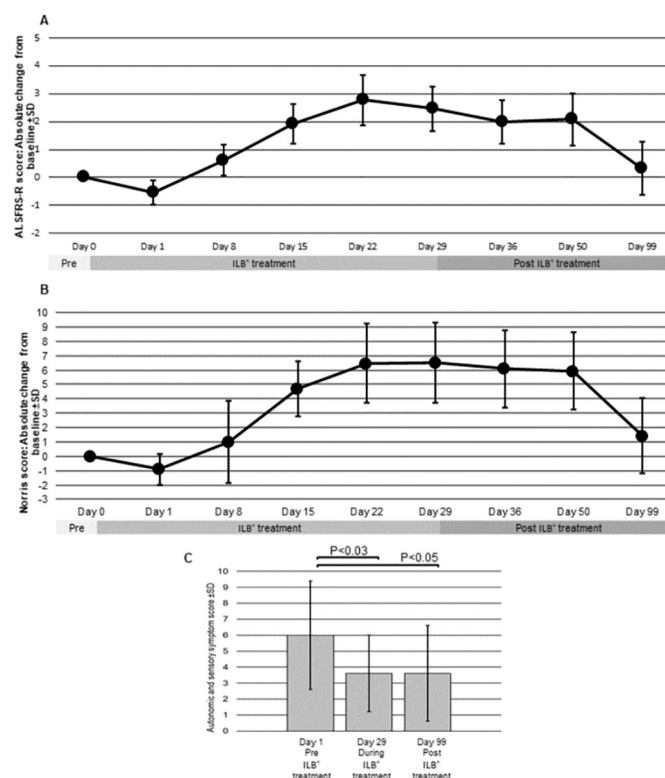 A
ALSFRS-R score: Absolute change from
baseline ±SD
5
4
3
2
1
0
-1
-2
Day 0 Day 1 Day 8 Day 15 Day 22 Day 29 Day 36 Day 50 Day 99
Pre ILB® treatment Post ILB® treatment
B
Norris score: Absolute change from
baseline ±SD
10
9
8
7
6
5
4
3
2
1
0
-1
-2
-3
Day 0 Day 1 Day 8 Day 15 Day 22 Day 29 Day 36 Day 50 Day 99
Pre ILB® treatment Post ILB® treatment
C
P<0.03
P<0.05
Autonomic and sensory symptom score ±SD
10
9
8
7
6
5
4
3
2
1
0
Day 1 Day 29 Day 99
Pre During Post
ILB® ILB® ILB®
treatment treatment treatment